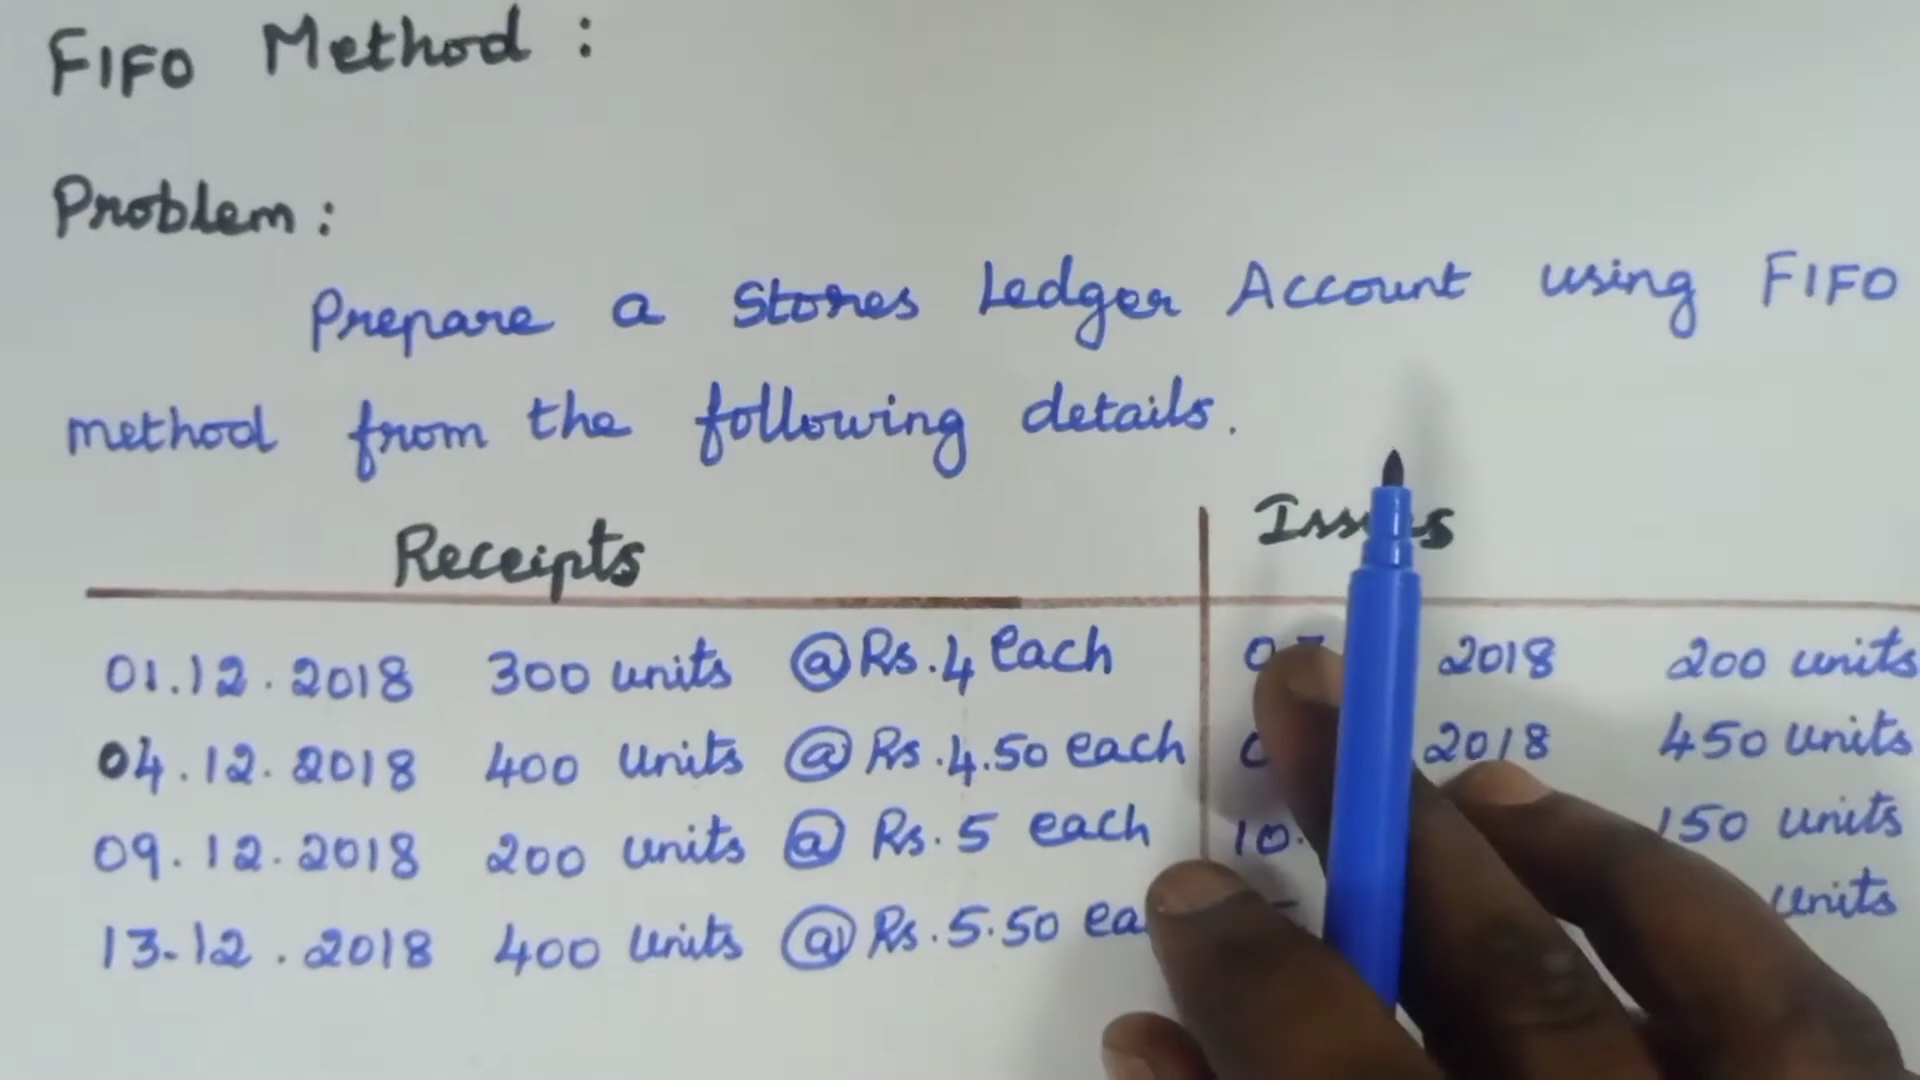 FIFO Method :
Problem :
Prepare a Stores Ledger Account using FIFO
method from the following details.
Receipts
01.12.2018 300 units @ Rs.4 each 2018 200 units
04.12.2018 400 units @ Rs.4.50 each 2018 450 units
09.12.2018 200 units @ Rs.5 each 10. 150 units
13-12.2018 400 units @ Rs.5.50 units